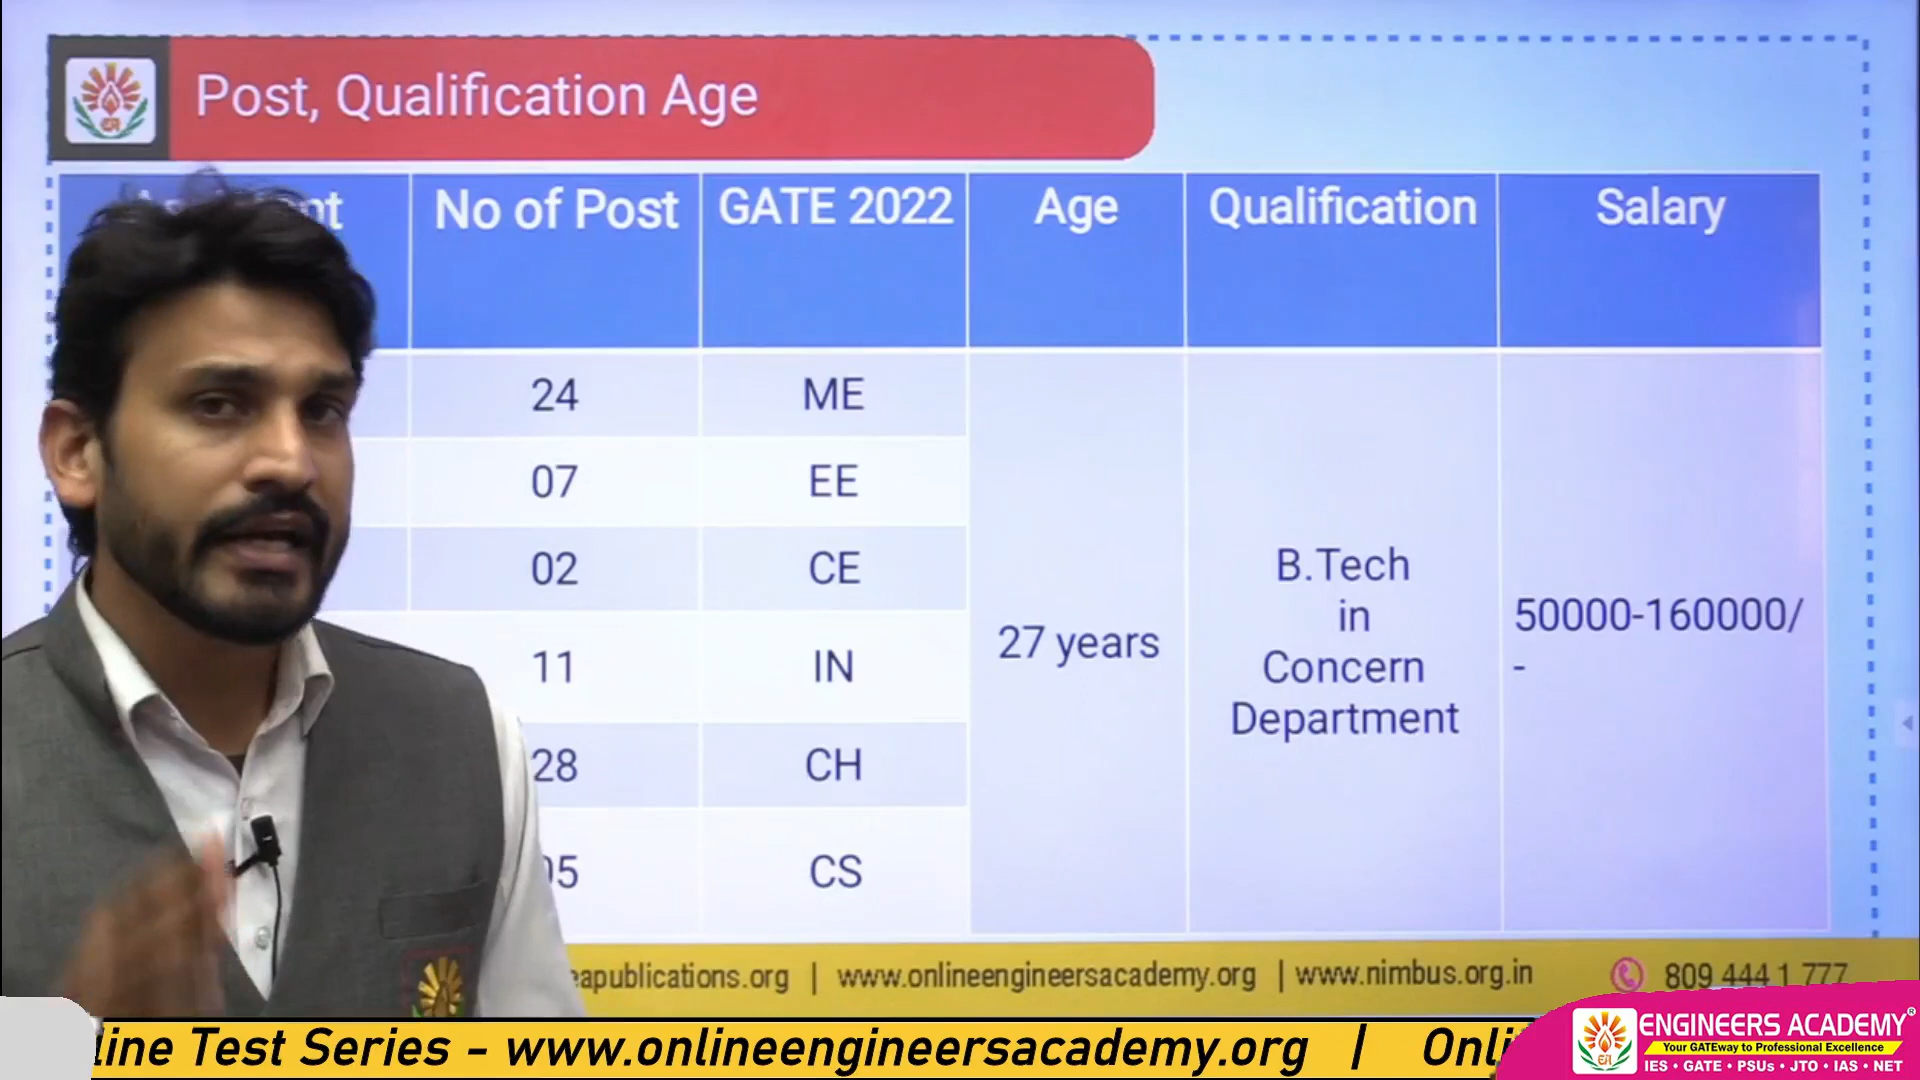 Post, Qualification Age
No of Post GATE 2022 Age Qualification Salary
24 ME
07 EE
02 CE
11 IN
28 CH
CS
27 years
B.Tech
in
Concern
Department
50000-160000/
-
eapublications.org | www.onlineengineersacademy.org | www.nimbus.org.in 809 444 1 777
Test Series - www.onlineengineersacademy.org |
ENGINEERS ACADEMY®
Your GATEway to Professional Excellence
IES • GATE • PSUs • JTO • IAS • NET